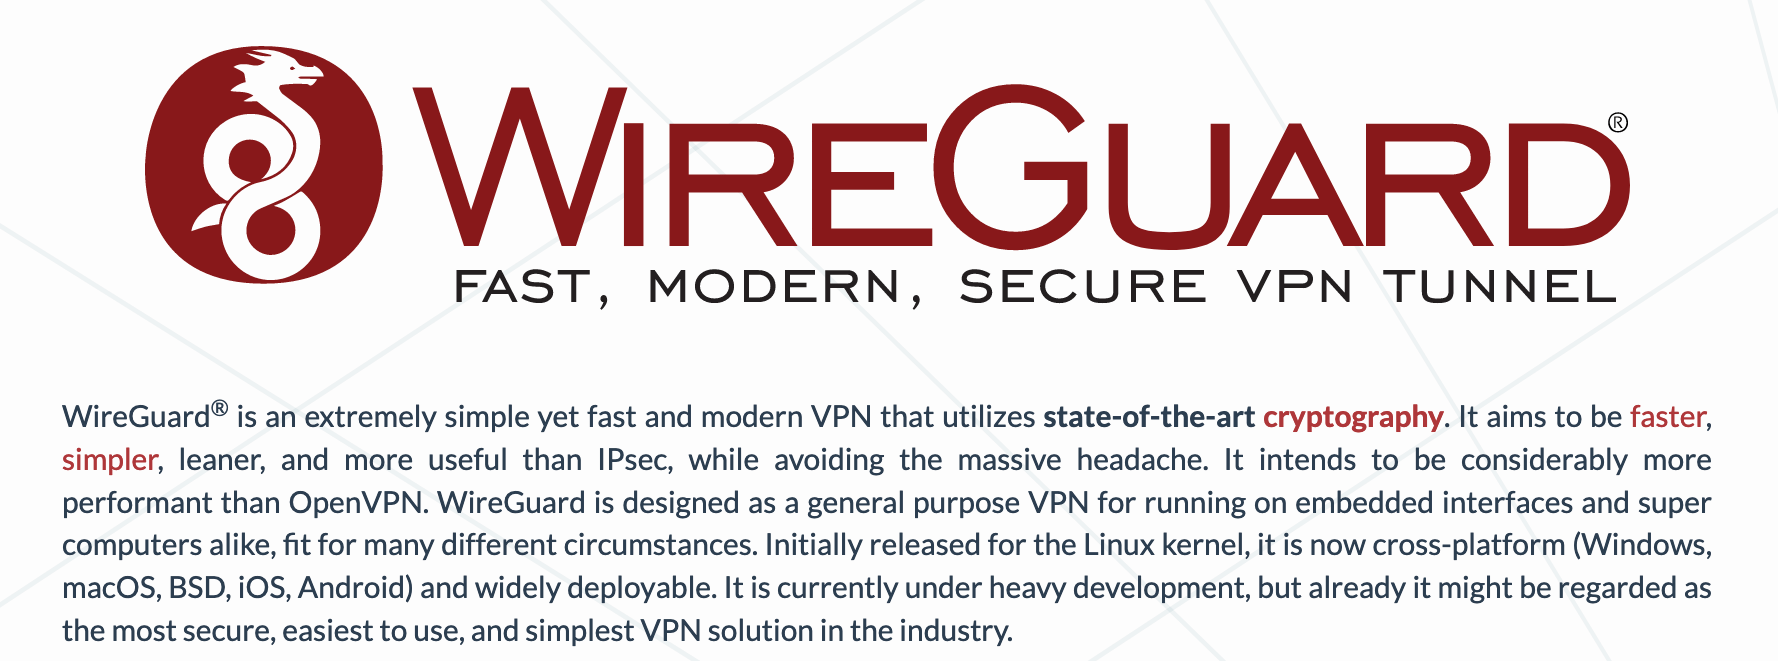 WIREGUARD®
FAST, MODERN, SECURE VPN TUNNEL
WireGuard® is an extremely simple yet fast and modern VPN that utilizes state-of-the-art cryptography. It aims to be faster,
simpler, leaner, and more useful than IPsec, while avoiding the massive headache. It intends to be considerably more
performant than OpenVPN. WireGuard is designed as a general purpose VPN for running on embedded interfaces and super
computers alike, fit for many different circumstances. Initially released for the Linux kernel, it is now cross-platform (Windows,
macOS, BSD, iOS, Android) and widely deployable. It is currently under heavy development, but already it might be regarded as
the most secure, easiest to use, and simplest VPN solution in the industry.